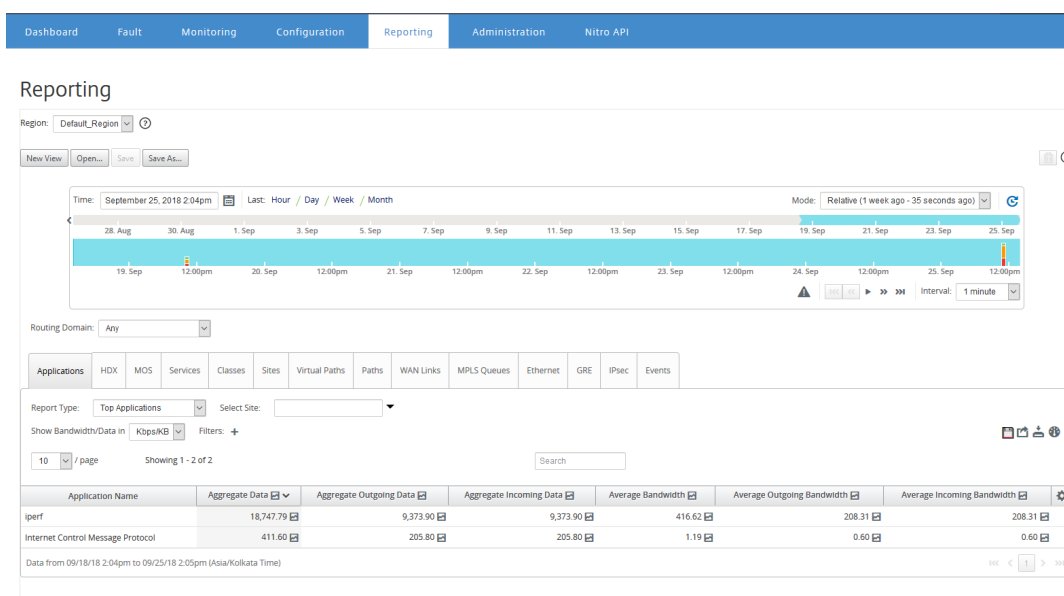 Dashboard Fault Monitoring Configuration Reporting Administration Nitro API
Reporting
Region: Default_Region ?
New View Open... Save Save As...
Time: September 25, 2018 2:04pm Last: Hour / Day / Week / Month Mode: Relative (1 week ago - 35 seconds ago)
28. Aug 30. Aug 1. Sep 3. Sep 5. Sep 7. Sep 9. Sep 11. Sep 13. Sep 15. Sep 17. Sep 19. Sep 21. Sep 23. Sep 25. Sep
19. Sep 12:00pm 20. Sep 12:00pm 21. Sep 12:00pm 22. Sep 12:00pm 23. Sep 12:00pm 24. Sep 12:00pm 25. Sep 12:00pm
Interval: 1 minute
Routing Domain: Any
Applications HDX MOS Services Classes Sites Virtual Paths Paths WAN Links MPLS Queues Ethernet GRE IPsec Events
Report Type: Top Applications Select Site:
Show Bandwidth/Data in Kbps/KB Filters: +
10 / page Showing 1 - 2 of 2 Search
Application Name Aggregate Data Aggregate Outgoing Data Aggregate Incoming Data Average Bandwidth Average Outgoing Bandwidth Average Incoming Bandwidth
iperf 18,747.79 9,373.90 9,373.90 416.62 208.31 208.31
Internet Control Message Protocol 411.60 205.80 205.80 1.19 0.60 0.60
Data from 09/18/18 2:04pm to 09/25/18 2:05pm (Asia/Kolkata Time) 1